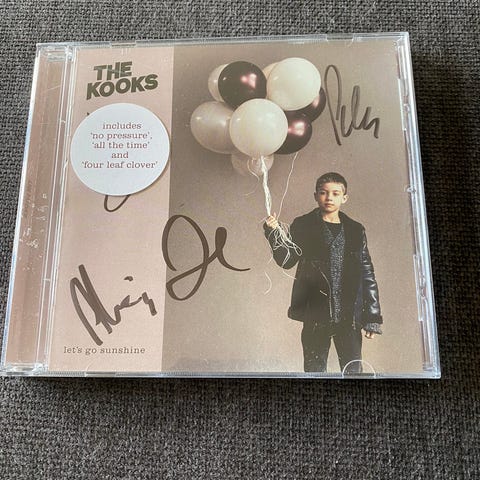 THE
KOOKS
includes
'no pressure',
'all the time'
and
'four leaf clover'
let's go sunshine